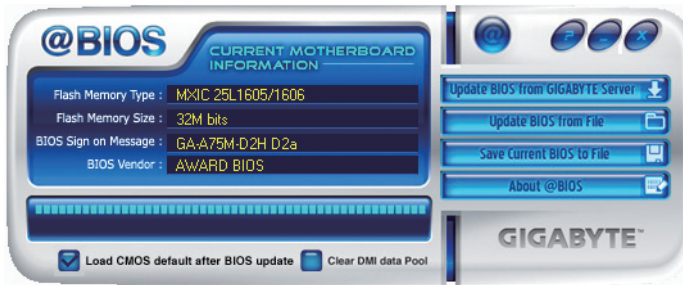 @BIOS
CURRENT MOTHERBOARD
INFORMATION
Flash Memory Type : MXIC 25L1605/1606
Flash Memory Size : 32M bits
BIOS Sign on Message : GA-A75M-D2H D2a
BIOS Vendor : AWARD BIOS
Load CMOS default after BIOS update
Clear DMI data Pool
@
? – X
Update BIOS from GIGABYTE Server
Update BIOS from File
Save Current BIOS to File
About @BIOS
GIGABYTE™